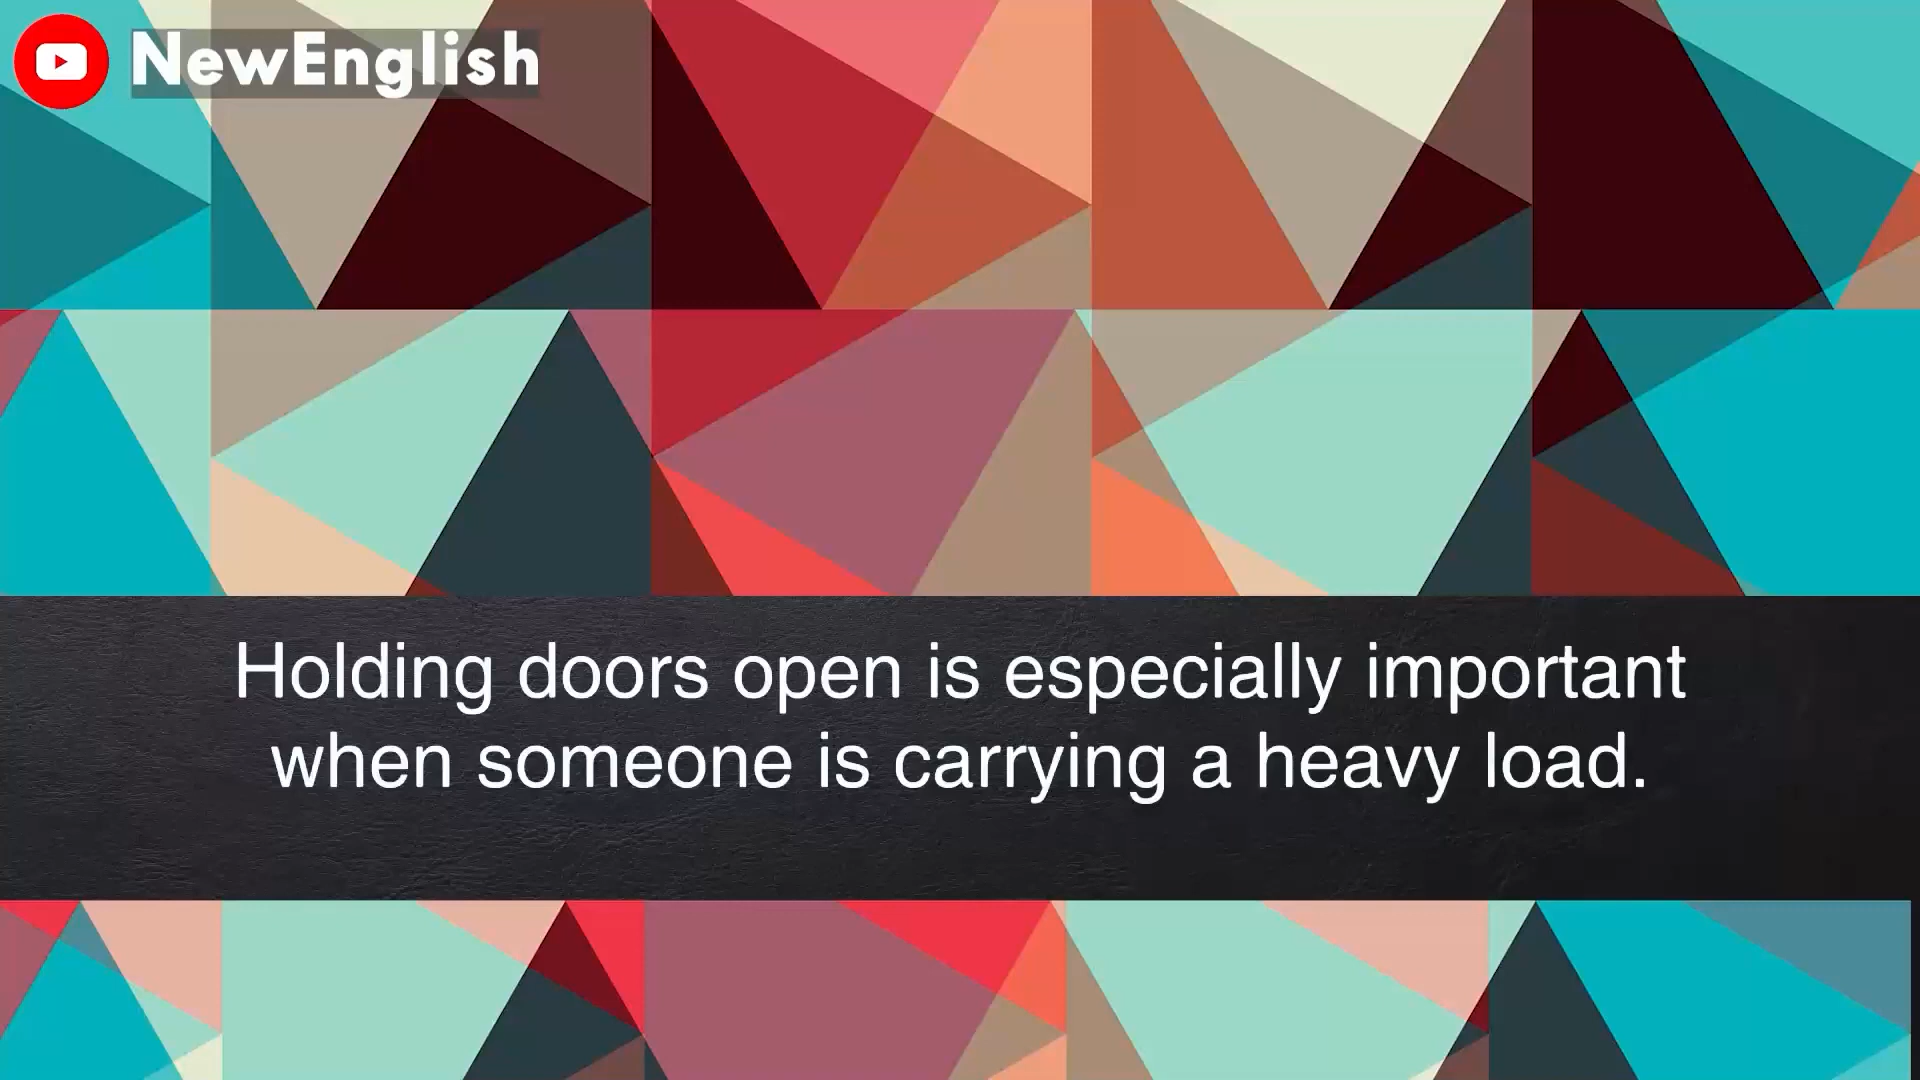 NewEnglish
Holding doors open is especially important
when someone is carrying a heavy load.